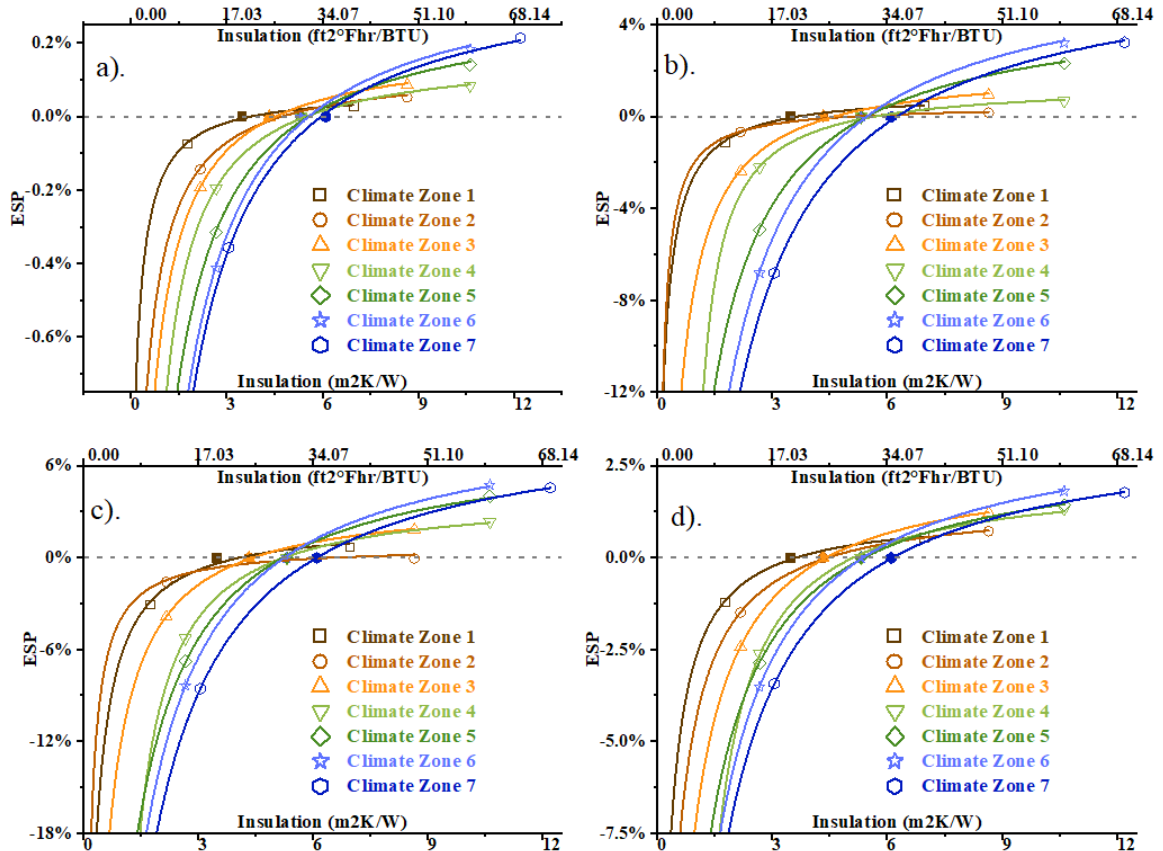 0.00 17.03 34.07 51.10 68.14
Insulation (ft2°Fhr/BTU)
0.2%
a).
0.0%
-0.2%
ESP
-0.4%
-0.6%
Climate Zone 1
Climate Zone 2
Climate Zone 3
Climate Zone 4
Climate Zone 5
Climate Zone 6
Climate Zone 7
Insulation (m2K/W)
0 3 6 9 12
0.00 17.03 34.07 51.10 68.14
4%
Insulation (ft2°Fhr/BTU)
b).
0%
-4%
ESP
-8%
-12%
Climate Zone 1
Climate Zone 2
Climate Zone 3
Climate Zone 4
Climate Zone 5
Climate Zone 6
Climate Zone 7
Insulation (m2K/W)
0 3 6 9 12
0.00 17.03 34.07 51.10 68.14
6%
Insulation (ft2°Fhr/BTU)
c).
0%
-6%
ESP
-12%
-18%
Climate Zone 1
Climate Zone 2
Climate Zone 3
Climate Zone 4
Climate Zone 5
Climate Zone 6
Climate Zone 7
Insulation (m2K/W)
0 3 6 9 12
0.00 17.03 34.07 51.10 68.14
2.5%
Insulation (ft2°Fhr/BTU)
d).
0.0%
-2.5%
ESP
-5.0%
-7.5%
Climate Zone 1
Climate Zone 2
Climate Zone 3
Climate Zone 4
Climate Zone 5
Climate Zone 6
Climate Zone 7
Insulation (m2K/W)
0 3 6 9 12